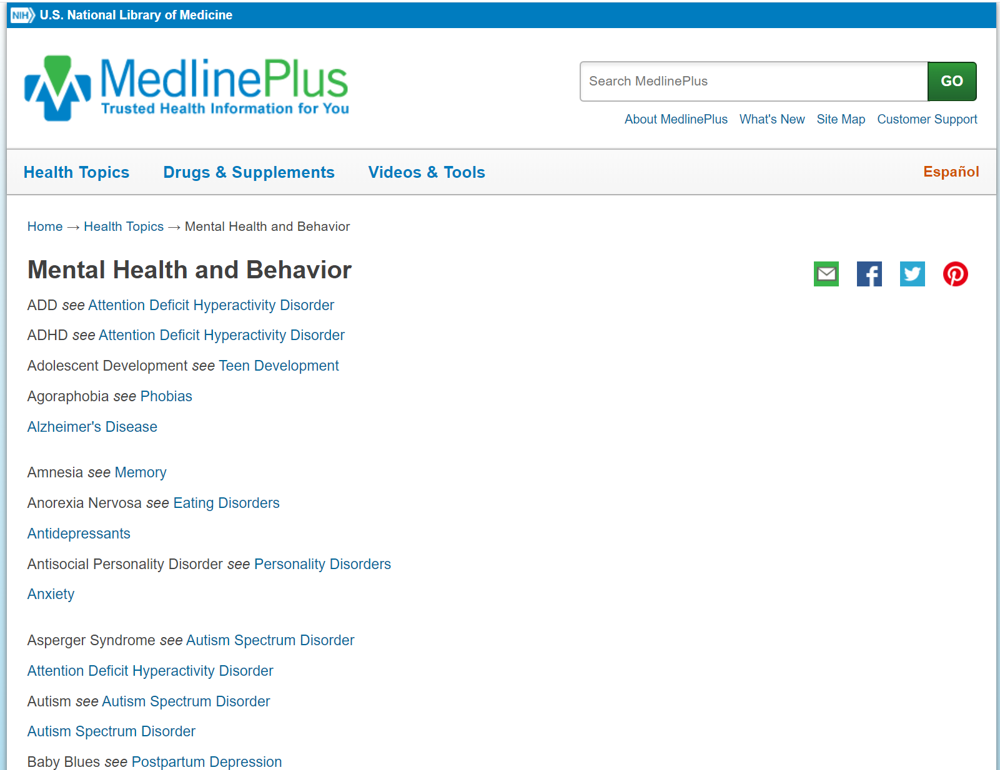 NIH U.S. National Library of Medicine
MedlinePlus
Trusted Health Information for You
Search MedlinePlus GO
About MedlinePlus What's New Site Map Customer Support
Health Topics Drugs & Supplements Videos & Tools Español
Home → Health Topics → Mental Health and Behavior
Mental Health and Behavior
ADD see Attention Deficit Hyperactivity Disorder
ADHD see Attention Deficit Hyperactivity Disorder
Adolescent Development see Teen Development
Agoraphobia see Phobias
Alzheimer's Disease
Amnesia see Memory
Anorexia Nervosa see Eating Disorders
Antidepressants
Antisocial Personality Disorder see Personality Disorders
Anxiety
Asperger Syndrome see Autism Spectrum Disorder
Attention Deficit Hyperactivity Disorder
Autism see Autism Spectrum Disorder
Autism Spectrum Disorder
Baby Blues see Postpartum Depression